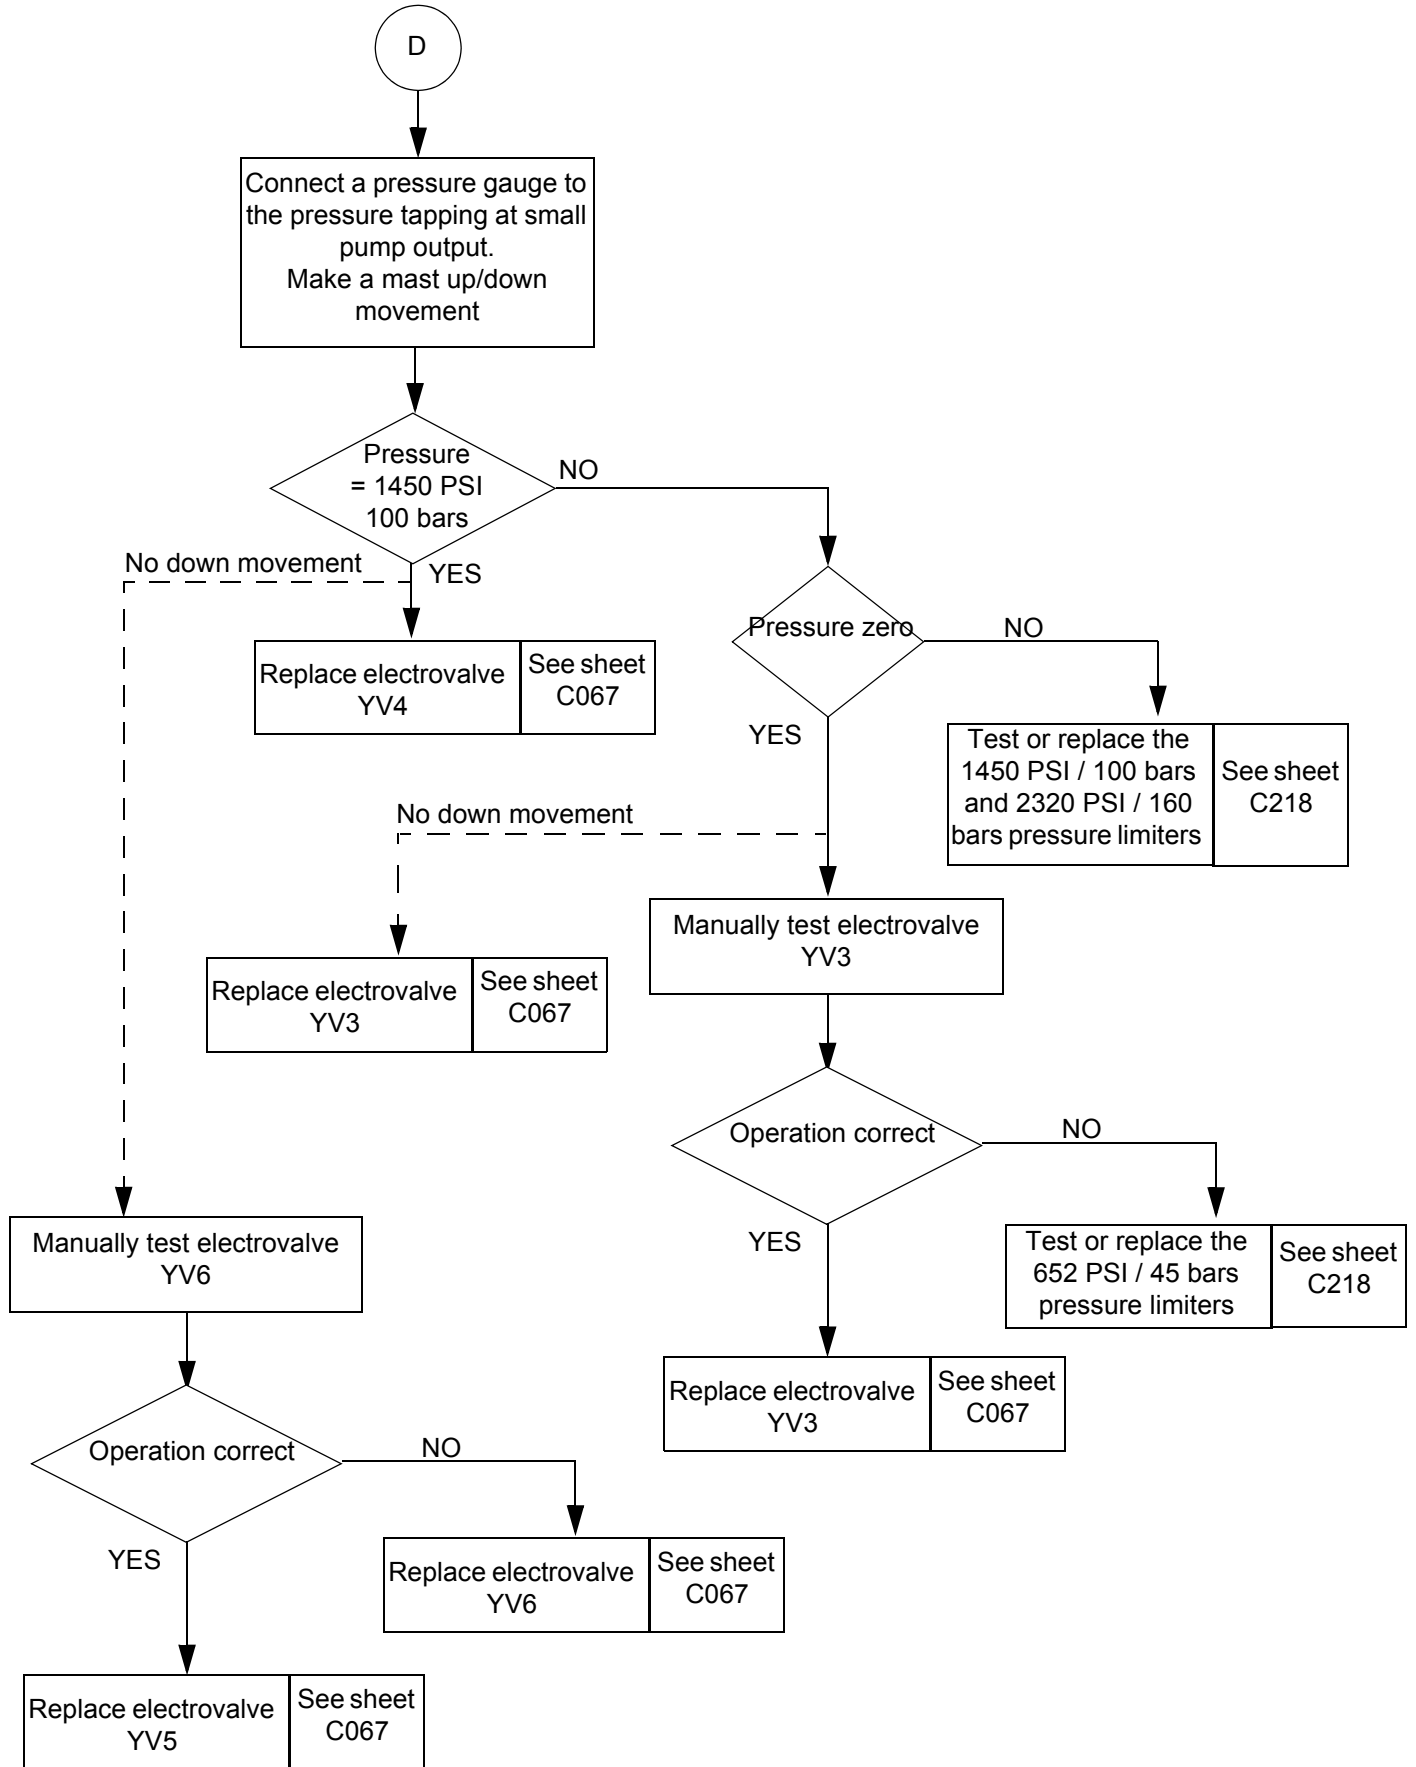 D
Connect a pressure gauge to
the pressure tapping at small
pump output.
Make a mast up/down
movement
Pressure
= 1450 PSI
100 bars
NO
No down movement
YES
Replace electrovalve
YV4
See sheet
C067
Pressure zero
NO
YES
Test or replace the
1450 PSI / 100 bars
and 2320 PSI / 160
bars pressure limiters
See sheet
C218
No down movement
Manually test electrovalve
YV3
Replace electrovalve
YV3
See sheet
C067
Operation correct
NO
YES
Test or replace the
652 PSI / 45 bars
pressure limiters
See sheet
C218
Manually test electrovalve
YV6
Replace electrovalve
YV3
See sheet
C067
Operation correct
NO
YES
Replace electrovalve
YV6
See sheet
C067
Replace electrovalve
YV5
See sheet
C067